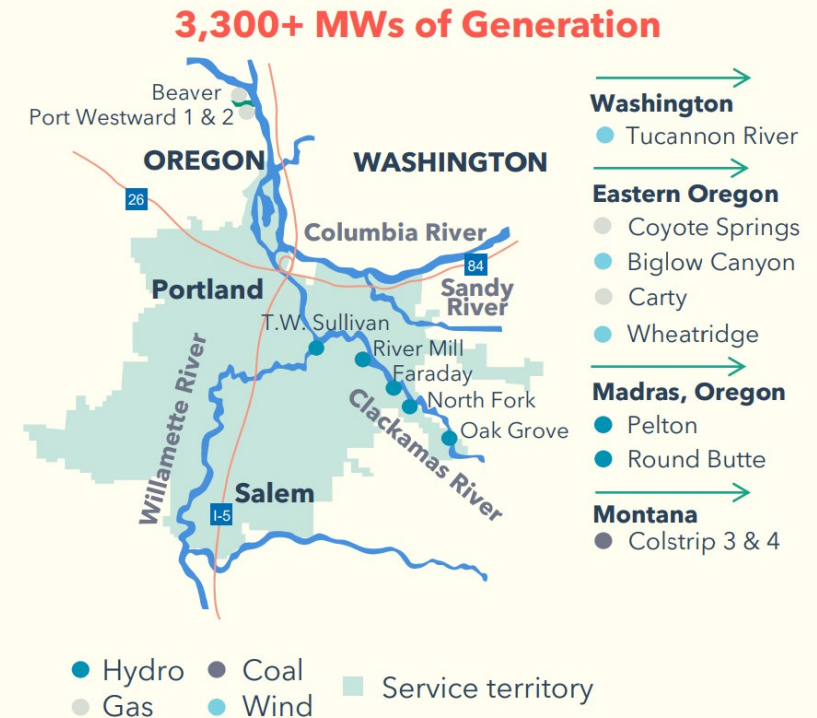 3,300+ MWs of Generation
Beaver
Port Westward 1 & 2
OREGON
WASHINGTON
26
Columbia River
84
Sandy
River
Portland
T.W. Sullivan
River Mill
Faraday
North Fork
Oak Grove
Willamette River
Clackamas River
Salem
I-5
Washington
Tucannon River
Eastern Oregon
Coyote Springs
Biglow Canyon
Carty
Wheatridge
Madras, Oregon
Pelton
Round Butte
Montana
Colstrip 3 & 4
Hydro
Coal
Gas
Wind
Service territory